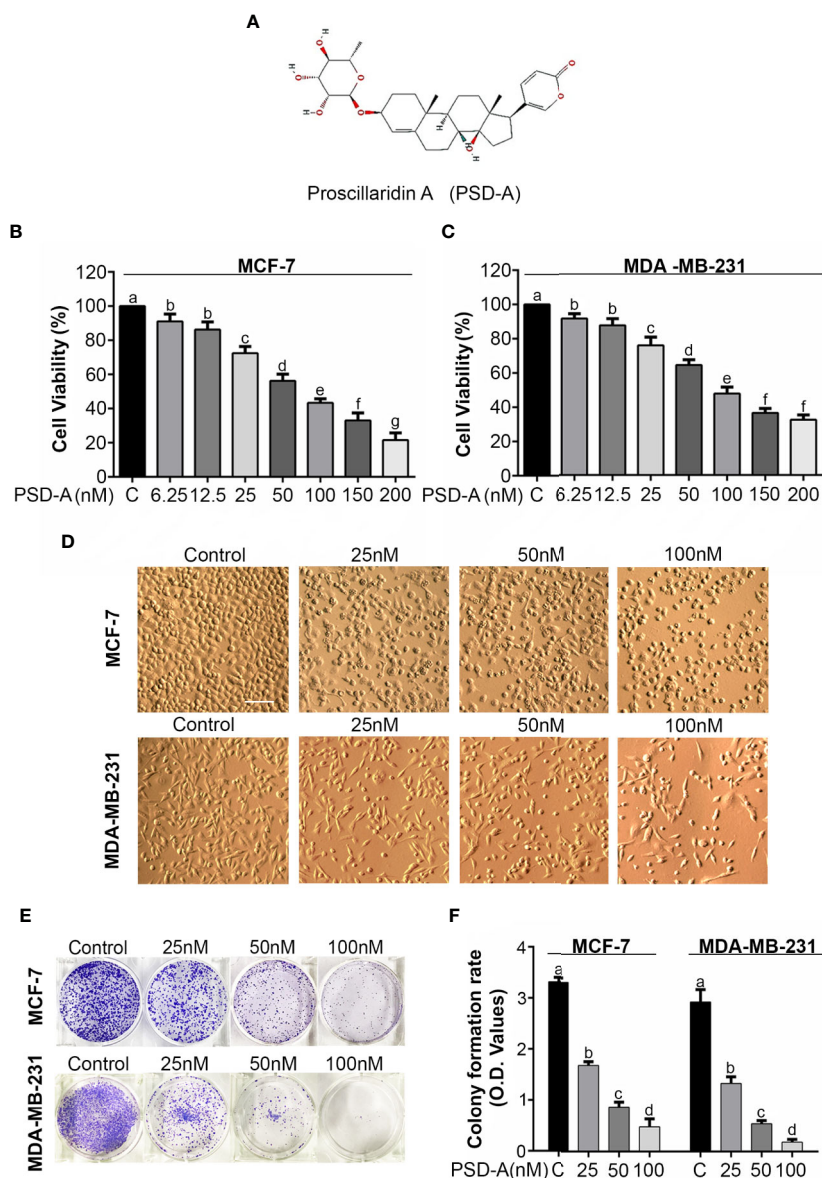 A
H
O
H
O
O
H
O
O
O
H
H
O
H
O
O
Proscillaridin A (PSD-A)
B
MCF-7
Cell Viability (%)
120
100
80
60
40
20
0
a
b
b
c
d
e
f
g
PSD-A (nM) C 6.25 12.5 25 50 100 150 200
C
MDA -MB-231
Cell Viability (%)
120
100
80
60
40
20
0
a
b
b
c
d
e
f
f
PSD-A (nM) C 6.25 12.5 25 50 100 150 200
D
Control 25nM 50nM 100nM
MCF-7
Control 25nM 50nM 100nM
MDA-MB-231
E
Control 25nM 50nM 100nM
MCF-7
Control 25nM 50nM 100nM
MDA-MB-231
F
MCF-7 MDA-MB-231
Colony formation rate
(O.D. Values)
4
3
2
1
0
a
b
c
d
a
b
c
d
PSD-A(nM) C 25 50 100 C 25 50 100